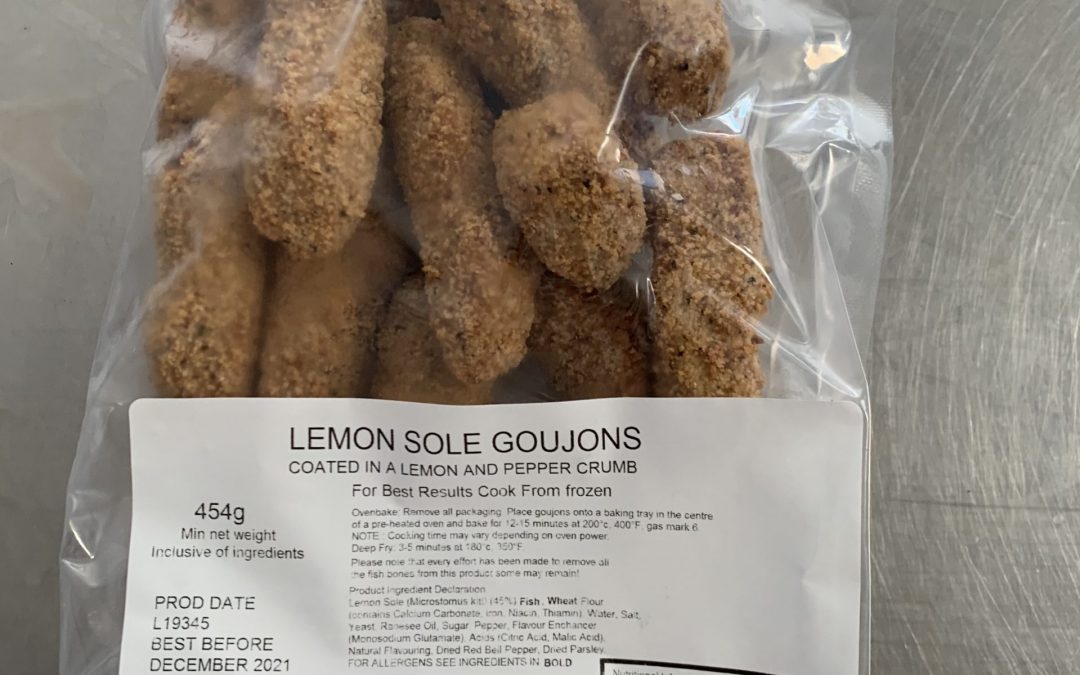 LEMON SOLE GOUJONS
COATED IN A LEMON AND PEPPER CRUMB
For Best Results Cook From frozen
454g
Min net weight
Inclusive of ingredients
Ovenbake: Remove all packaging. Place goujons onto a baking tray in the centre
of a pre-heated oven and bake for 12-15 minutes at 200°c, 400°F, gas mark 6.
NOTE: Cooking time may vary depending on oven power.
Deep Fry: 3-5 minutes at 180°c, 350°F.
Please note that every effort has been made to remove all
the fish bones from this product some may remain!
Product Ingredient Declaration
Lemon Sole (Microstomus kitt) (45%) Fish, Wheat Flour
(contains Calcium Carbonate, Iron, Niacin, Thiamin), Water, Salt,
Yeast, Rapesee Oil, Sugar, Pepper, Flavour Enchancer
(Monosodium Glutamate), Acids (Citric Acid, Malic Acid),
Natural Flavouring, Dried Red Bell Pepper, Dried Parsley.
FOR ALLERGENS SEE INGREDIENTS IN BOLD
PROD DATE
L19345
BEST BEFORE
DECEMBER 2021